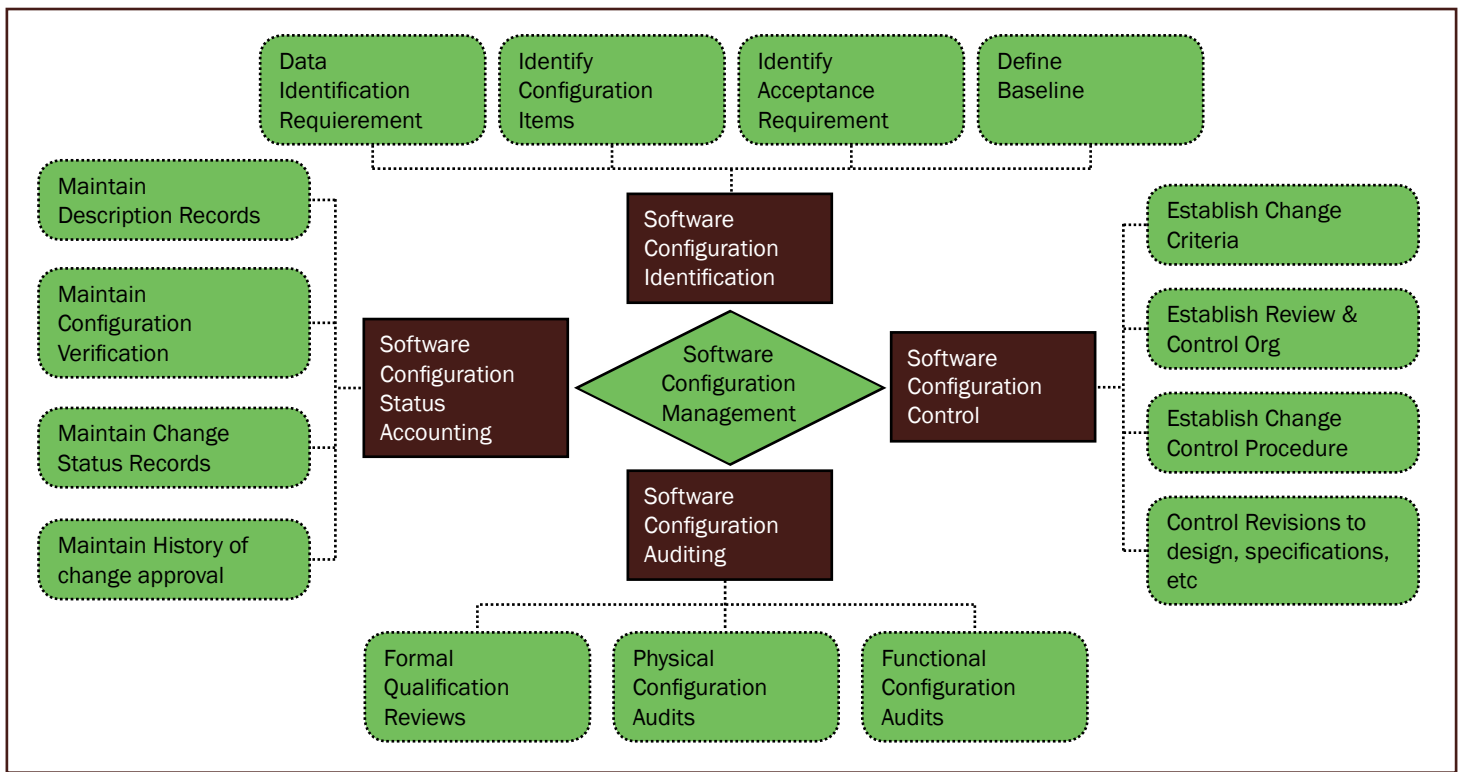 Data
Identification
Requierement
Identify
Configuration
Items
Identify
Acceptance
Requirement
Define
Baseline
Maintain
Description Records
Maintain
Configuration
Verification
Maintain Change
Status Records
Maintain History of
change approval
Software
Configuration
Identification
Software
Configuration
Status
Accounting
Software
Configuration
Management
Software
Configuration
Control
Software
Configuration
Auditing
Establish Change
Criteria
Establish Review &
Control Org
Establish Change
Control Procedure
Control Revisions to
design, specifications,
etc
Formal
Qualification
Reviews
Physical
Configuration
Audits
Functional
Configuration
Audits